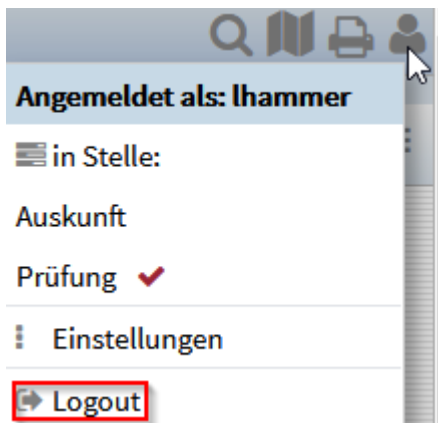 Angemeldet als: lhammer
in Stelle:
Auskunft
Prüfung
Einstellungen
Logout